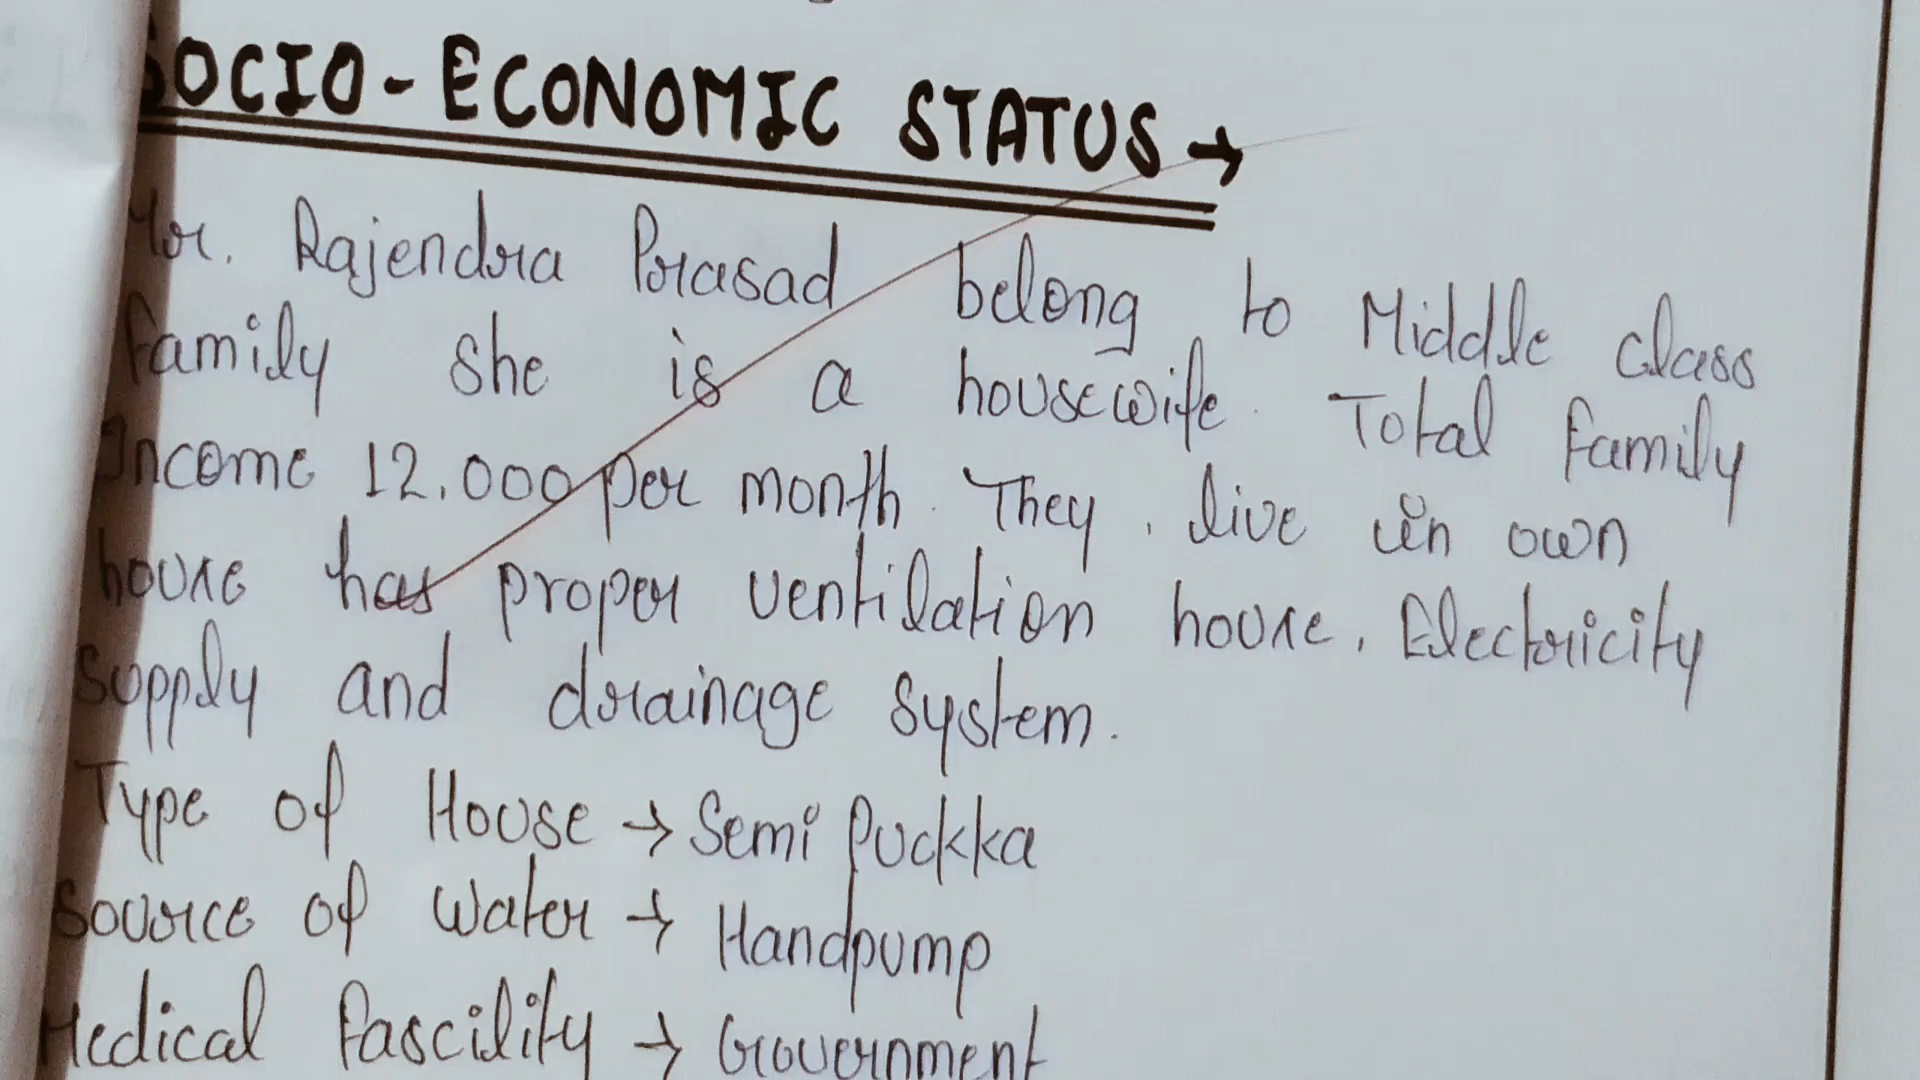 SOCIO-ECONOMIC STATUS →
Mr. Rajendra Prasad belong to Middle class
family she is a housewife. Total family
Income 12.000 per month. They. live in own
house has proper ventilation house. Electricity
supply and drainage system.
Type of House → Semi Puckka
Source of Water → Handpump
Medical Fascility → Government